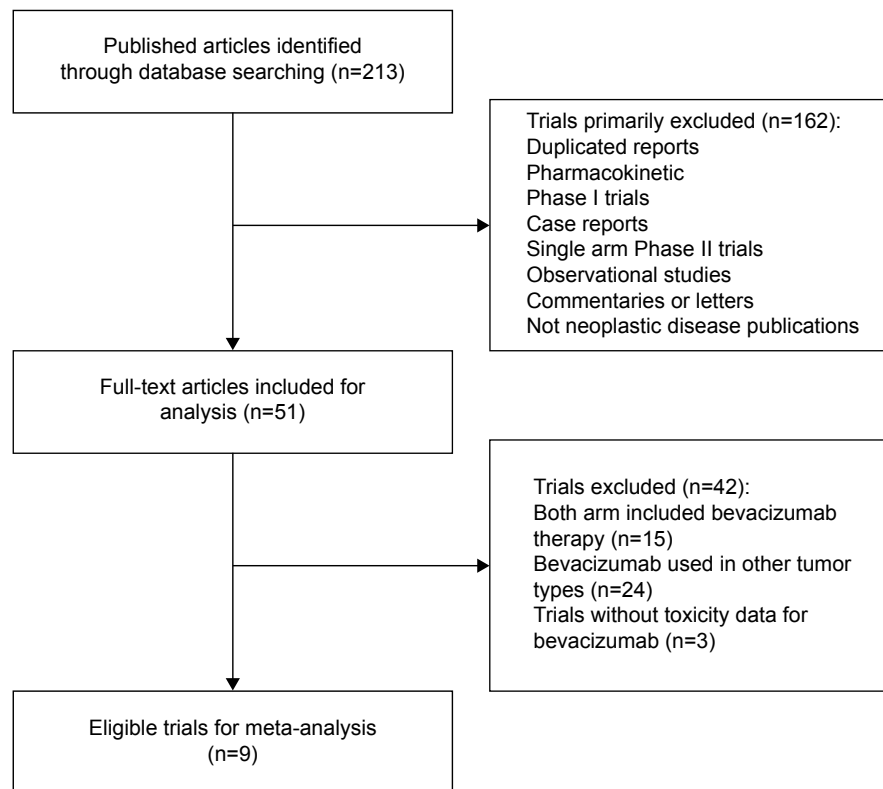 Published articles identified
through database searching (n=213)
Trials primarily excluded (n=162):
Duplicated reports
Pharmacokinetic
Phase I trials
Case reports
Single arm Phase II trials
Observational studies
Commentaries or letters
Not neoplastic disease publications
Full-text articles included for
analysis (n=51)
Trials excluded (n=42):
Both arm included bevacizumab
therapy (n=15)
Bevacizumab used in other tumor
types (n=24)
Trials without toxicity data for
bevacizumab (n=3)
Eligible trials for meta-analysis
(n=9)